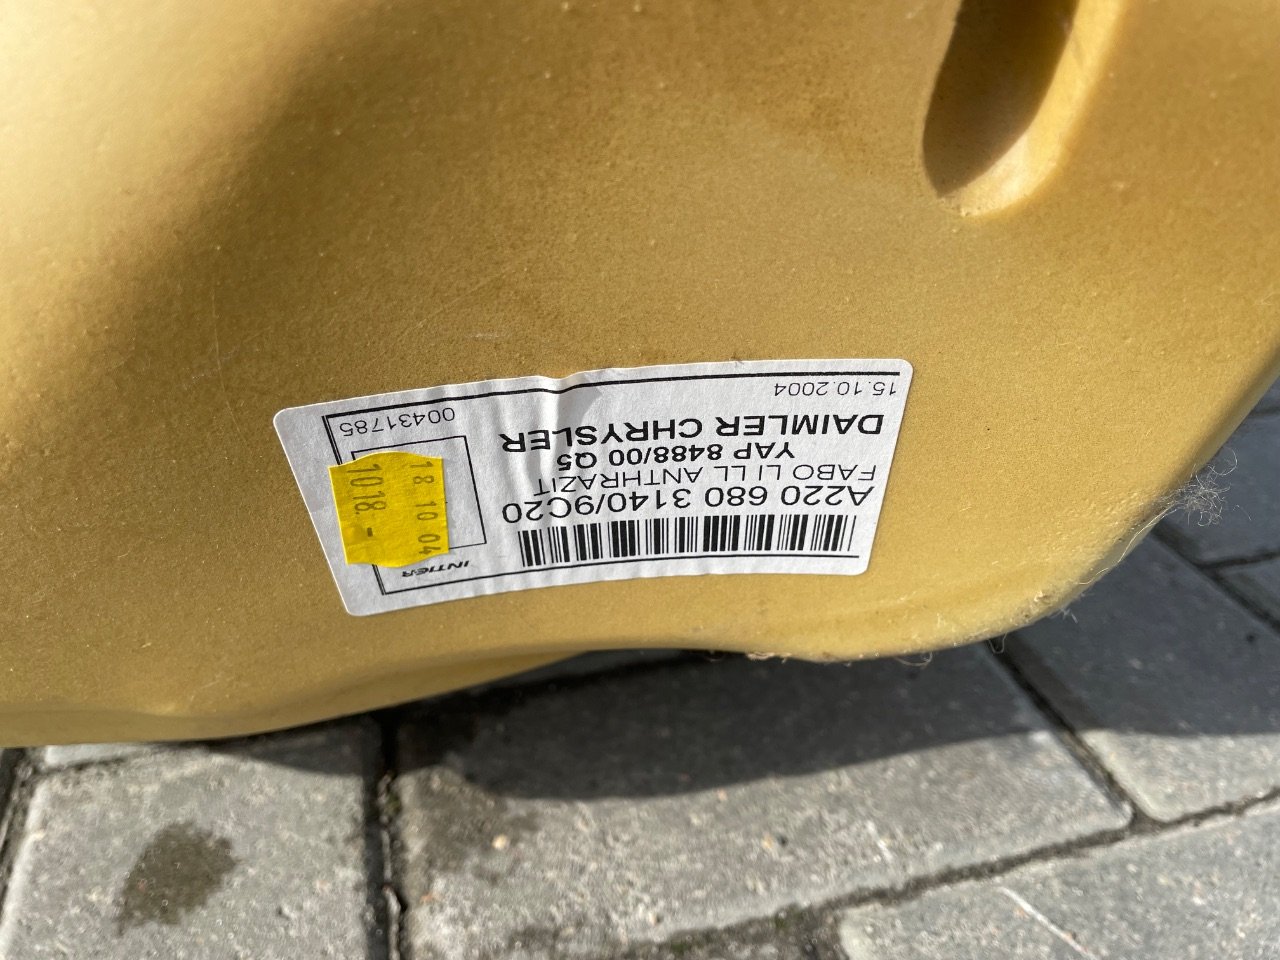 15.10.2004
00431785
DAIMLER CHRYSLER
YAP 8488/00 Q5
FABO LI LL ANTHRAZIT
A220 680 3140/9C20
INTIER
18 10 04
1018.-